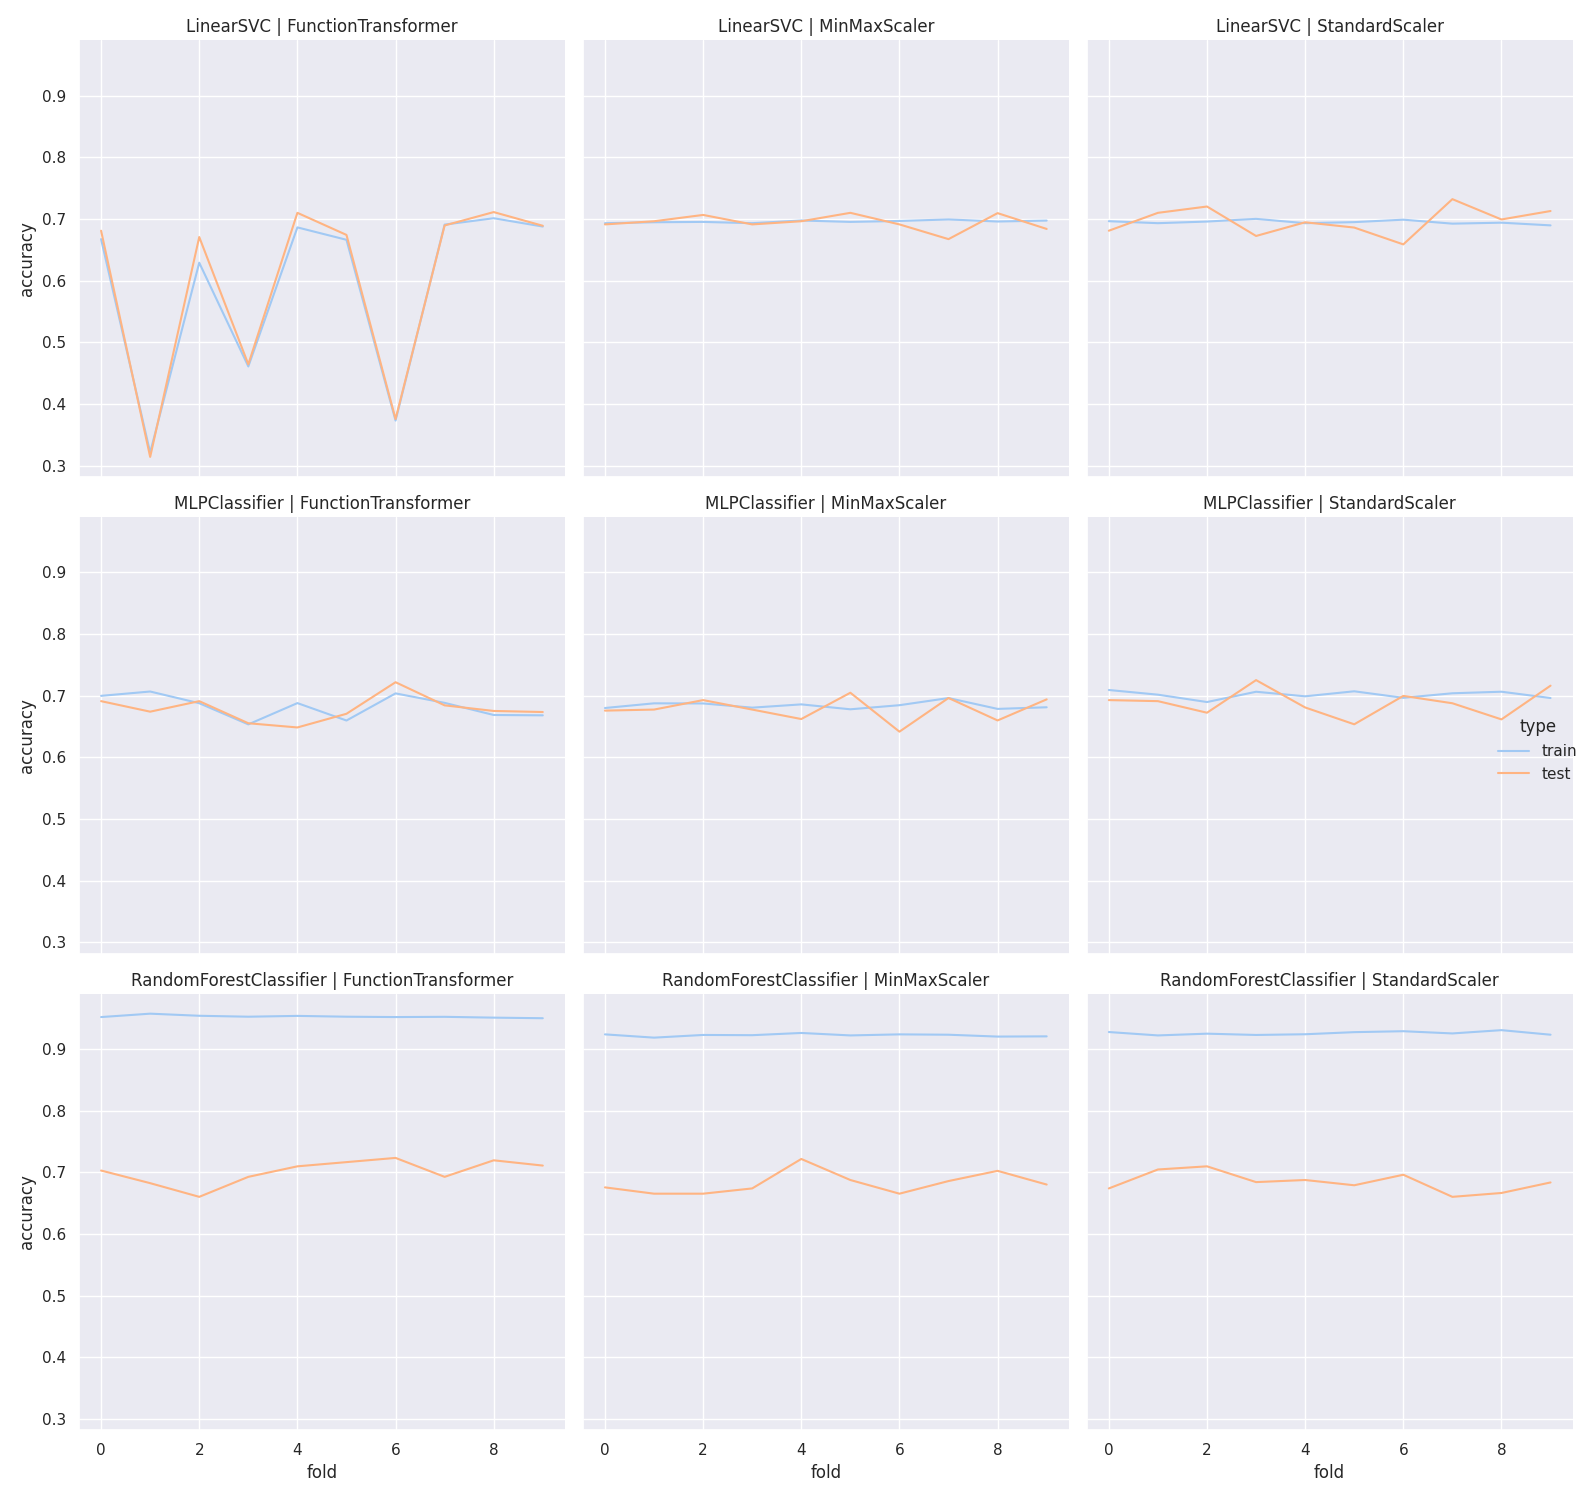 LinearSVC | FunctionTransformer
LinearSVC | MinMaxScaler
LinearSVC | StandardScaler
accuracy
0.9
0.8
0.7
0.6
0.5
0.4
0.3
MLPClassifier | FunctionTransformer
MLPClassifier | MinMaxScaler
MLPClassifier | StandardScaler
accuracy
0.9
0.8
0.7
0.6
0.5
0.4
0.3
type
train
test
RandomForestClassifier | FunctionTransformer
RandomForestClassifier | MinMaxScaler
RandomForestClassifier | StandardScaler
accuracy
0.9
0.8
0.7
0.6
0.5
0.4
0.3
0 2 4 6 8
0 2 4 6 8
0 2 4 6 8
fold
fold
fold